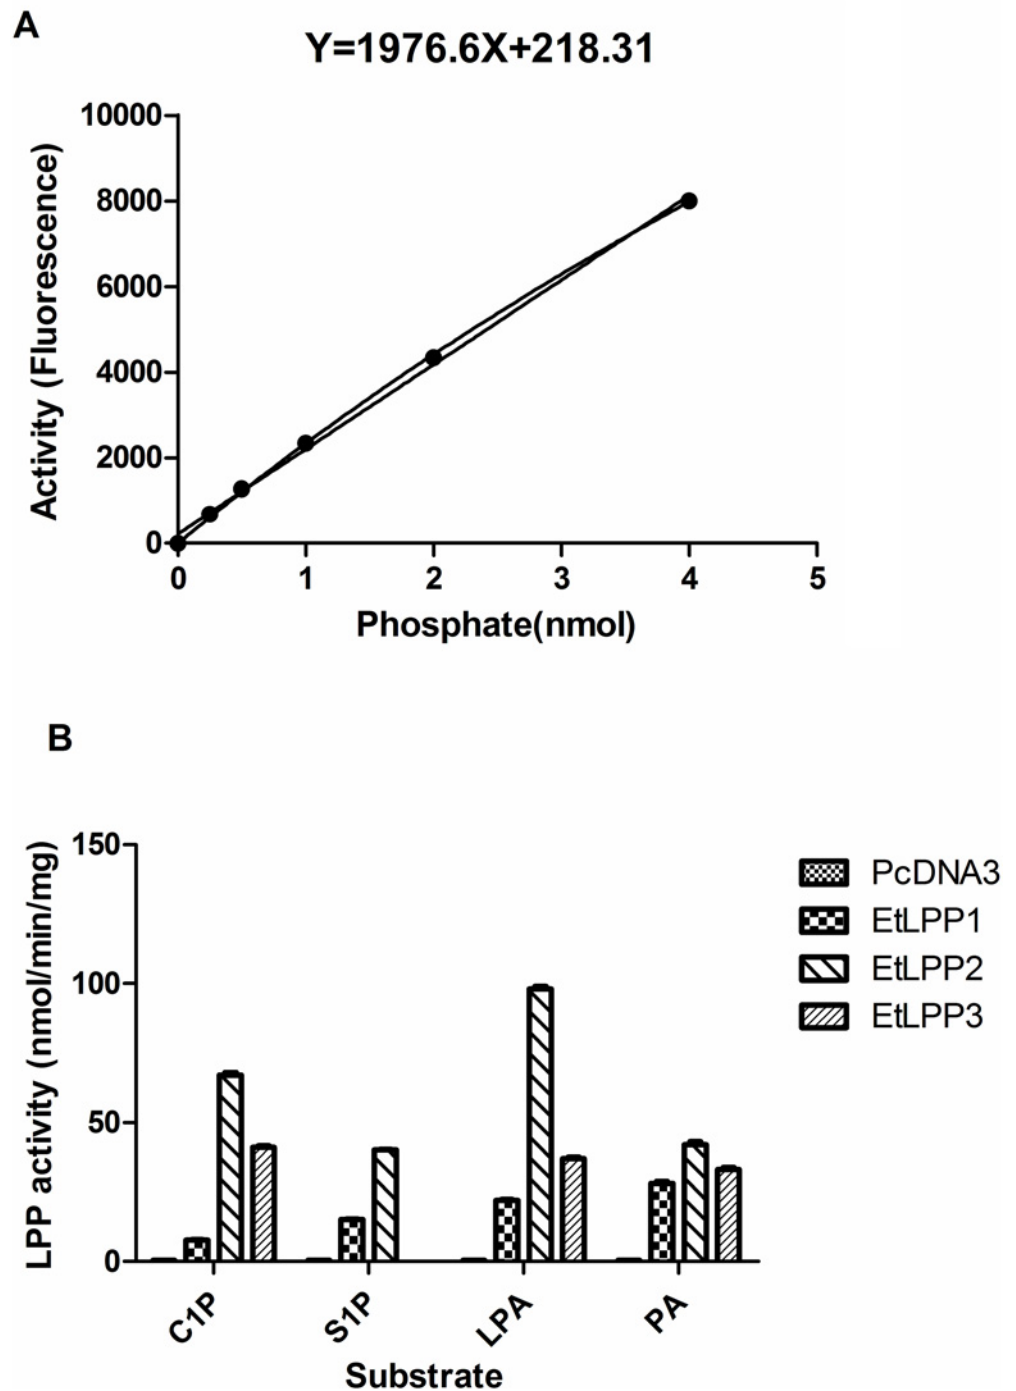 A
Y=1976.6X+218.31
10000
8000
6000
4000
2000
0
Activity (Fluorescence)
0 1 2 3 4 5
Phosphate(nmol)
B
150
100
50
0
LPP activity (nmol/min/mg)
PcDNA3
EtLPP1
EtLPP2
EtLPP3
C1P S1P LPA PA
Substrate